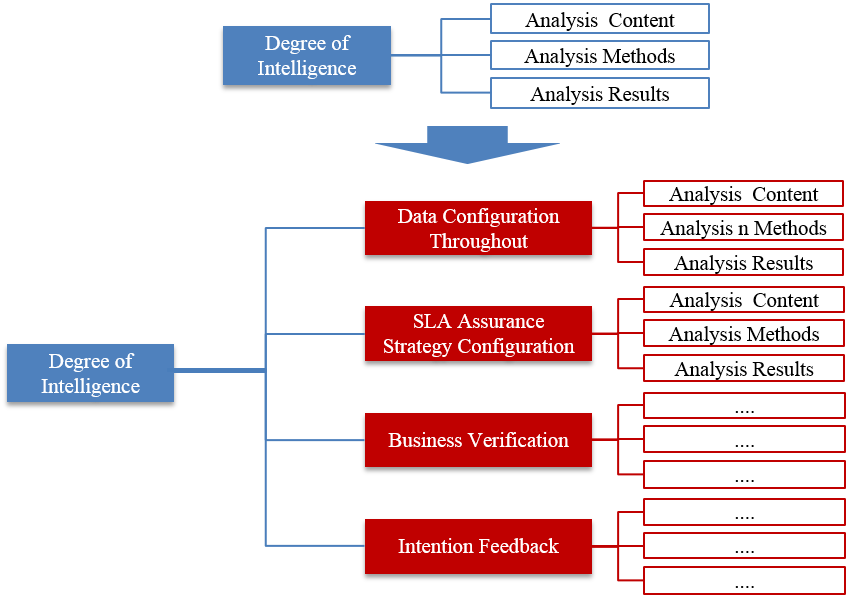 Degree of
Intelligence
Analysis Content
Analysis Methods
Analysis Results
Degree of
Intelligence
Data Configuration
Throughout
Analysis Content
Analysis n Methods
Analysis Results
SLA Assurance
Strategy Configuration
Analysis Content
Analysis Methods
Analysis Results
Business Verification
....
....
....
Intention Feedback
....
....
....